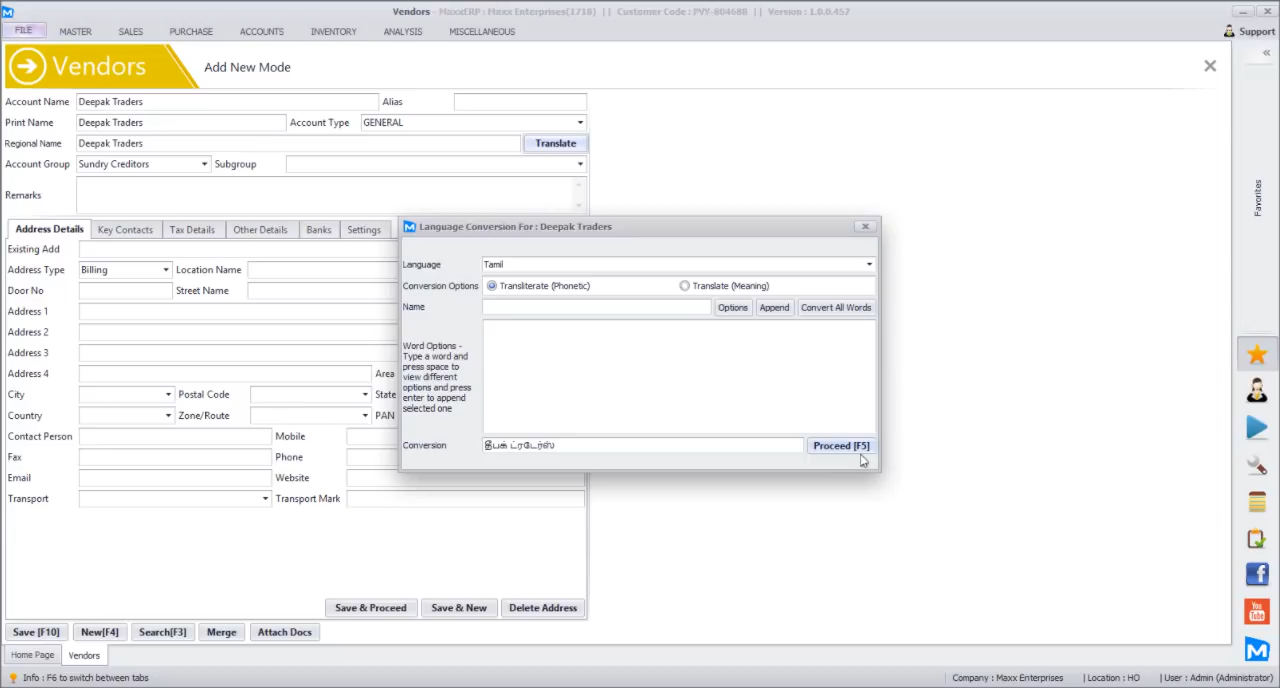 Vendors - MaxxERP : Maxx Enterprises(1718) || Customer Code : PVY-804688 || Version : 1.0.0.457
FILE MASTER SALES PURCHASE ACCOUNTS INVENTORY ANALYSIS MISCELLANEOUS Support
Vendors Add New Mode
Account Name Deepak Traders Alias
Print Name Deepak Traders Account Type GENERAL
Regional Name Deepak Traders Translate
Account Group Sundry Creditors Subgroup
Remarks
Favorites
Address Details Key Contacts Tax Details Other Details Banks Settings
Existing Add
Address Type Billing Location Name
Door No Street Name
Address 1
Address 2
Address 3
Address 4 Area
City Postal Code State
Country Zone/Route PAN
Contact Person Mobile
Fax Phone
Email Website
Transport Transport Mark
Language Conversion For : Deepak Traders
Language Tamil
Conversion Options Transliterate (Phonetic) Translate (Meaning)
Name Options Append Convert All Words
Word Options -
Type a word and
press space to
view different
options and press
enter to append
selected one
Conversion தீபக் ட்ரடேர்ஸ் Proceed [F5]
Save & Proceed Save & New Delete Address
Save [F10] New[F4] Search[F3] Merge Attach Docs
Home Page Vendors
Info : F6 to switch between tabs Company : Maxx Enterprises | Location : HO | User : Admin (Administrator)
You
Tube